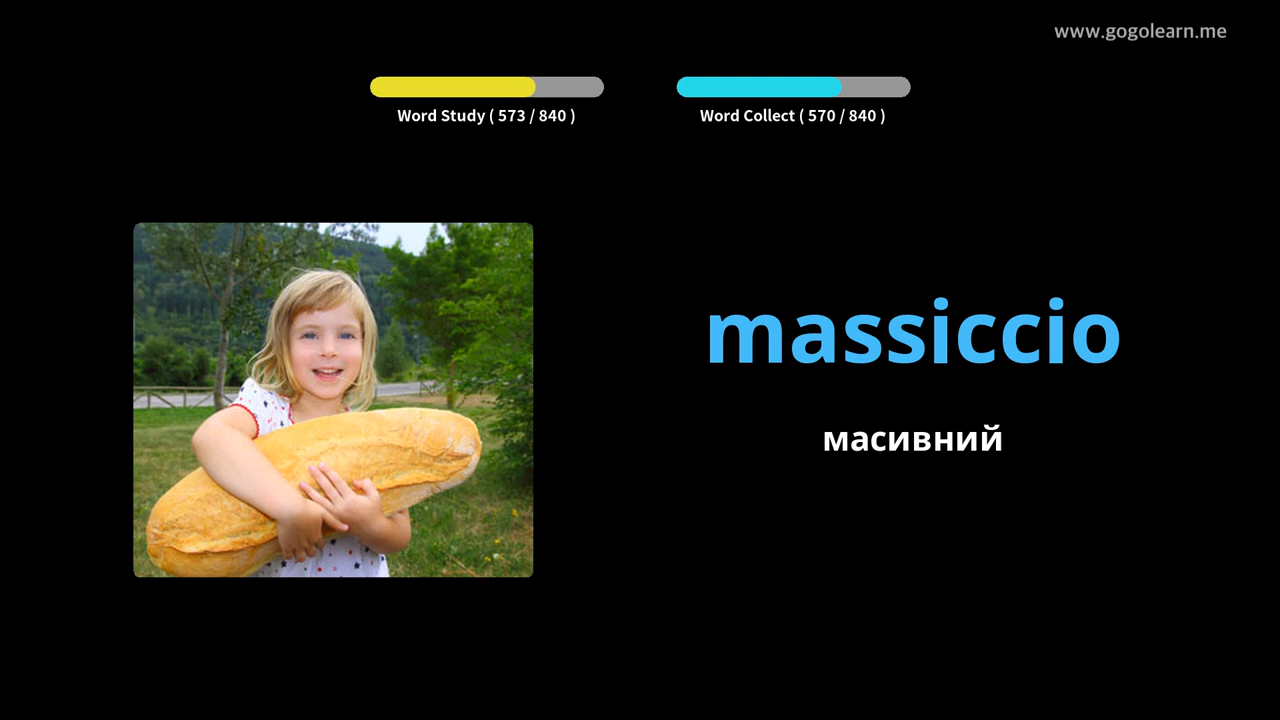 www.gogolearn.me
Word Study ( 573 / 840 )
Word Collect ( 570 / 840 )
massiccio
масивний